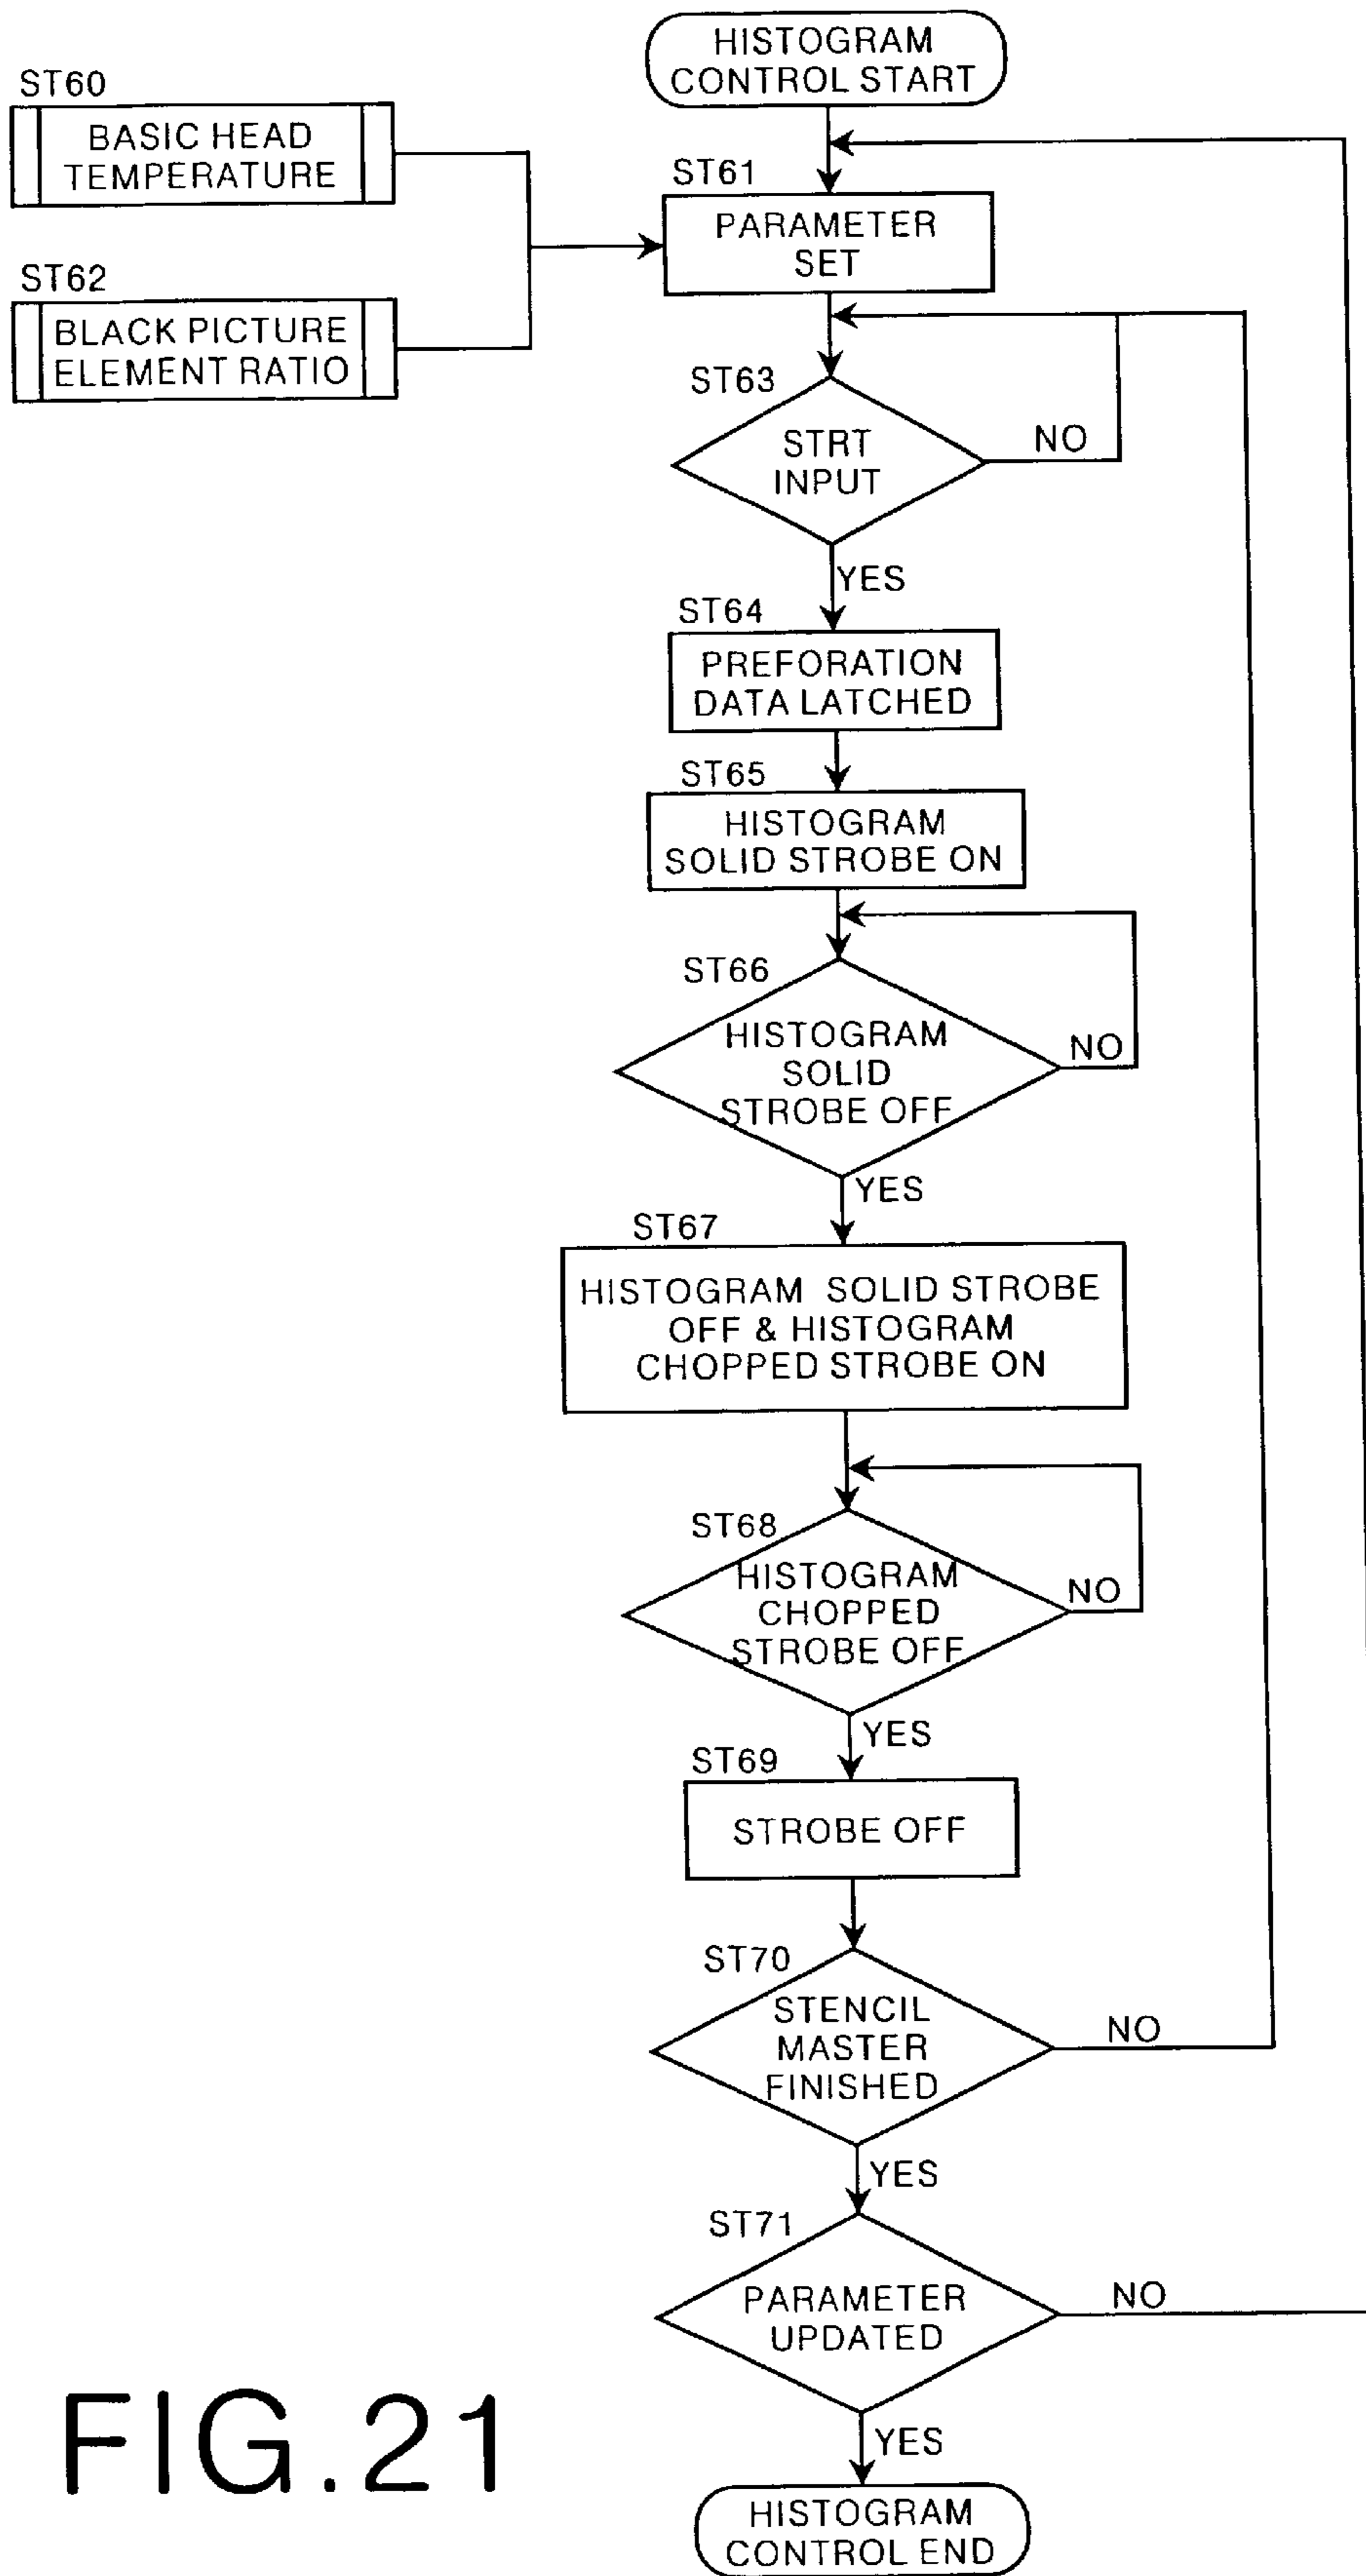 HISTOGRAM
CONTROL START
ST60
BASIC HEAD
TEMPERATURE
ST61
PARAMETER
SET
ST62
BLACK PICTURE
ELEMENT RATIO
ST63
STRT
INPUT
NO
YES
ST64
PREFORATION
DATA LATCHED
ST65
HISTOGRAM
SOLID STROBE ON
ST66
HISTOGRAM
SOLID
STROBE OFF
NO
YES
ST67
HISTOGRAM SOLID STROBE
OFF & HISTOGRAM
CHOPPED STROBE ON
ST68
HISTOGRAM
CHOPPED
STROBE OFF
NO
YES
ST69
STROBE OFF
ST70
STENCIL
MASTER
FINISHED
NO
YES
ST71
PARAMETER
UPDATED
NO
YES
HISTOGRAM
CONTROL END
FIG.21